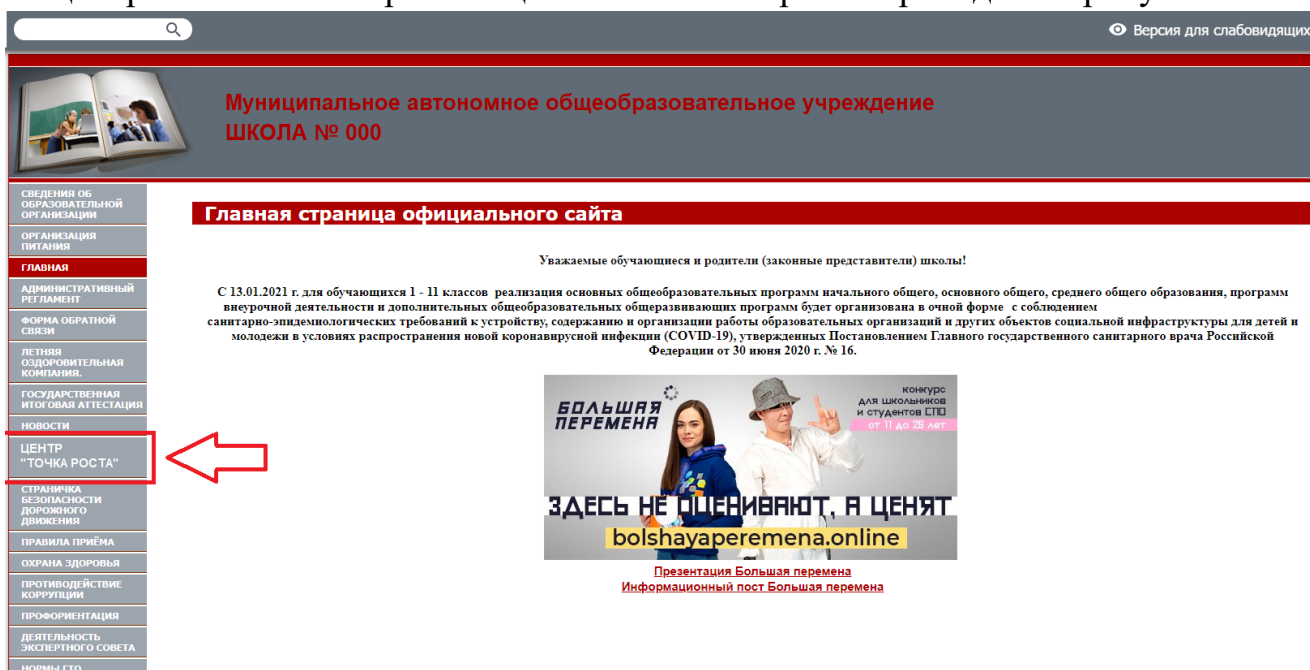 Версия для слабовидящих
Муниципальное автономное общеобразовательное учреждение
ШКОЛА № 000
СВЕДЕНИЯ ОБ
ОБРАЗОВАТЕЛЬНОЙ
ОРГАНИЗАЦИИ
ОРГАНИЗАЦИЯ
ПИТАНИЯ
ГЛАВНАЯ
АДМИНИСТРАТИВНЫЙ
РЕГЛАМЕНТ
ФОРМА ОБРАТНОЙ
СВЯЗИ
ЛЕТНЯЯ
ОЗДОРОВИТЕЛЬНАЯ
КОМПАНИЯ.
ГОСУДАРСТВЕННАЯ
ИТОГОВАЯ АТТЕСТАЦИЯ
НОВОСТИ
ЦЕНТР
"ТОЧКА РОСТА"
СТРАНИЧКА
БЕЗОПАСНОСТИ
ДОРОЖНОГО
ДВИЖЕНИЯ
ПРАВИЛА ПРИЁМА
ОХРАНА ЗДОРОВЬЯ
ПРОТИВОДЕЙСТВИЕ
КОРРУПЦИИ
ПРОФОРИЕНТАЦИЯ
ДЕЯТЕЛЬНОСТЬ
ЭКСПЕРТНОГО СОВЕТА
НОРМЫ ГТО
Главная страница официального сайта
Уважаемые обучающиеся и родители (законные представители) школы!
С 13.01.2021 г. для обучающихся 1 - 11 классов реализация основных общеобразовательных программ начального общего, основного общего, среднего общего образования, программ
внеурочной деятельности и дополнительных общеобразовательных общеразвивающих программ будет организована в очной форме с соблюдением
санитарно-эпидемиологических требований к устройству, содержанию и организации работы образовательных организаций и других объектов социальной инфраструктуры для детей и
молодежи в условиях распространения новой коронавирусной инфекции (COVID-19), утвержденных Постановлением Главного государственного санитарного врача Российской
Федерации от 30 июня 2020 г. № 16.
БОЛЬШАЯ
ПЕРЕМЕНА
конкурс
для школьников
и студентов СПО
от 11 до 25 лет
ЗДЕСЬ НЕ ОЦЕНИВАЮТ, А ЦЕНЯТ
bolshayaperemena.online
Презентация Большая перемена
Информационный пост Большая перемена